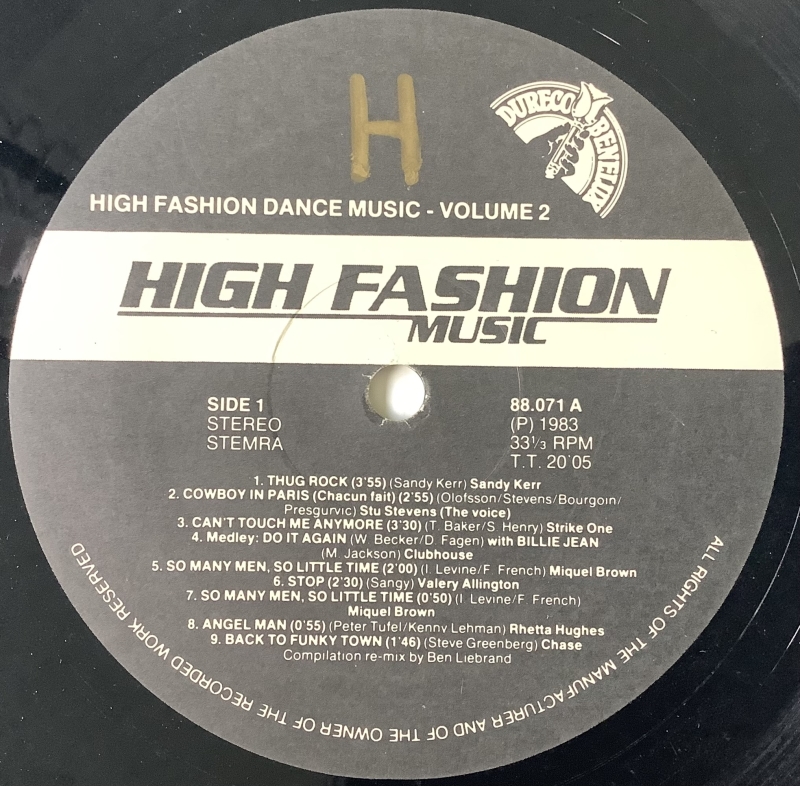 H
DURECO BENELUX
HIGH FASHION DANCE MUSIC - VOLUME 2
HIGH FASHION
MUSIC
SIDE 1
STEREO
STEMRA
88.071 A
(P) 1983
33⅓ RPM
T.T. 20'05
1. THUG ROCK (3'55) (Sandy Kerr) Sandy Kerr
2. COWBOY IN PARIS (Chacun fait) (2'55) (Olofsson/Stevens/Bourgoin/
Presgurvic) Stu Stevens (The voice)
3. CAN'T TOUCH ME ANYMORE (3'30) (T. Baker/S. Henry) Strike One
4. Medley: DO IT AGAIN (W. Becker/D. Fagen) with BILLIE JEAN
(M. Jackson) Clubhouse
5. SO MANY MEN, SO LITTLE TIME (2'00) (I. Levine/F. French) Miquel Brown
6. STOP (2'30) (Sangy) Valery Allington
7. SO MANY MEN, SO LITTLE TIME (0'50) (I. Levine/F. French)
Miquel Brown
8. ANGEL MAN (0'55) (Peter Tufel/Kenny Lehman) Rhetta Hughes
9. BACK TO FUNKY TOWN (1'46) (Steve Greenberg) Chase
Compilation re-mix by Ben Liebrand
ALL RIGHTS OF THE MANUFACTURER AND OF THE OWNER OF THE RECORDED WORK RESERVED